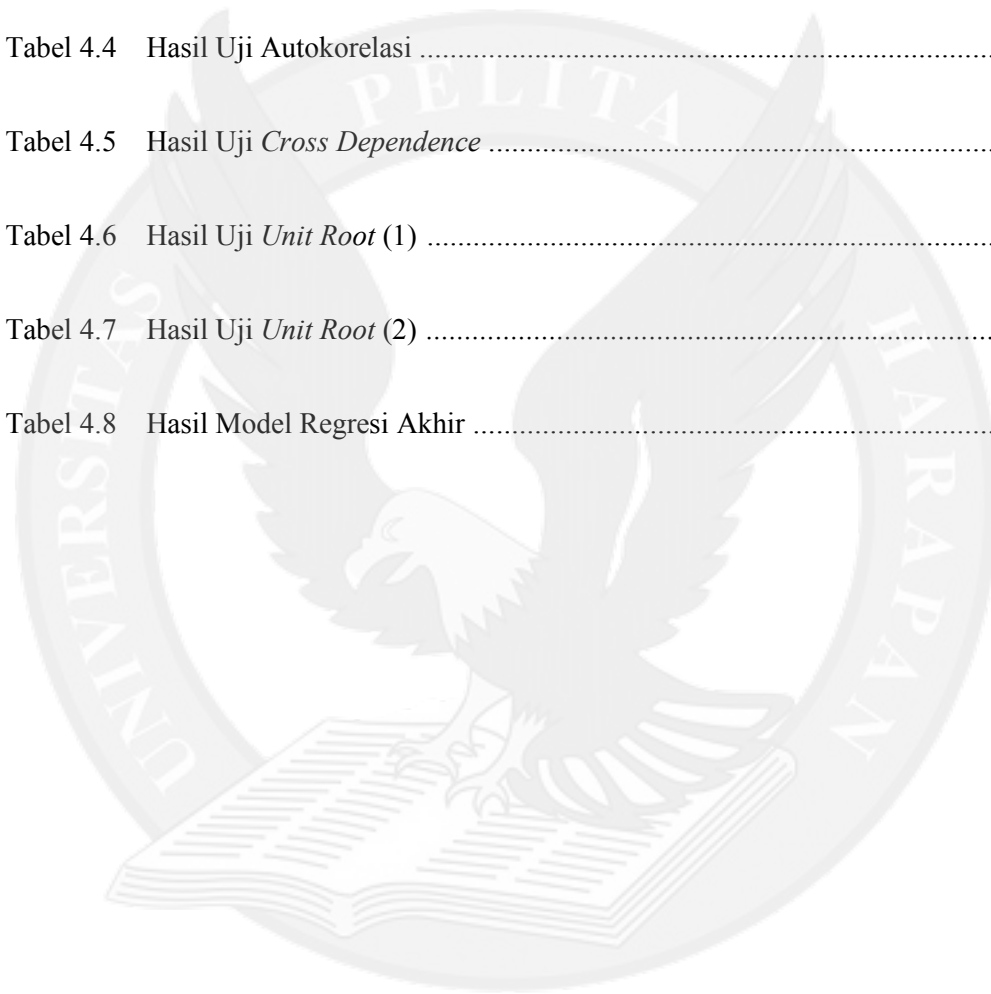 Tabel 4.4 Hasil Uji Autokorelasi ........................................................................
Tabel 4.5 Hasil Uji Cross Dependence ...............................................................
Tabel 4.6 Hasil Uji Unit Root (1) .......................................................................
Tabel 4.7 Hasil Uji Unit Root (2) .......................................................................
Tabel 4.8 Hasil Model Regresi Akhir .................................................................
UNIVERSITAS PELITA HARAPAN